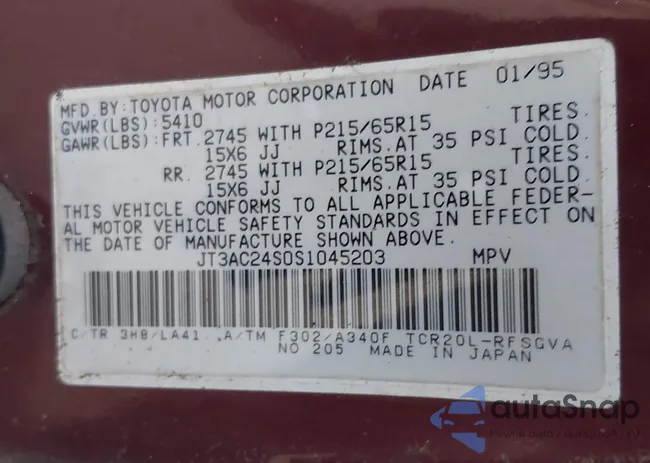 MFD. BY: TOYOTA MOTOR CORPORATION DATE 01/95
GVWR(LBS):5410
GAWR(LBS):FRT. 2745 WITH P215/65R15 TIRES.
15X6 JJ RIMS.AT 35 PSI COLD.
RR. 2745 WITH P215/65R15 TIRES.
15X6 JJ RIMS.AT 35 PSI COLD.
THIS VEHICLE CONFORMS TO ALL APPLICABLE FEDER-
AL MOTOR VEHICLE SAFETY STANDARDS IN EFFECT ON
THE DATE OF MANUFACTURE SHOWN ABOVE.
JT3AC24S0S1045203 MPV
C/TR 3H8/LA41 A/TM F302/A340F TCR20L-RFSGVA
NO 205 MADE IN JAPAN
autoSnap